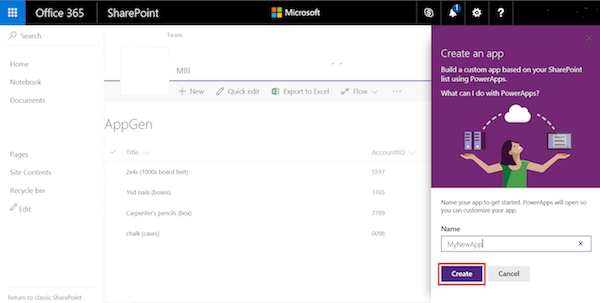 Office 365
SharePoint
Microsoft
1
?
Search
Home
Notebook
Documents
Pages
Site Contents
Recycle bin
Edit
Return to classic SharePoint
Team
MBI
+ New
Quick edit
Export to Excel
Flow
...
AppGen
Title
AccountID
2x4s (1000s board feet)
5597
16d nails (boxes)
3765
Carpenter's pencils (box)
7789
chalk (cases)
0098
Create an app
Build a custom app based on your SharePoint
list using PowerApps.
What can I do with PowerApps?
Name your app to get started. PowerApps will open so
you can customize your app.
Name
MyNewApp
Create
Cancel